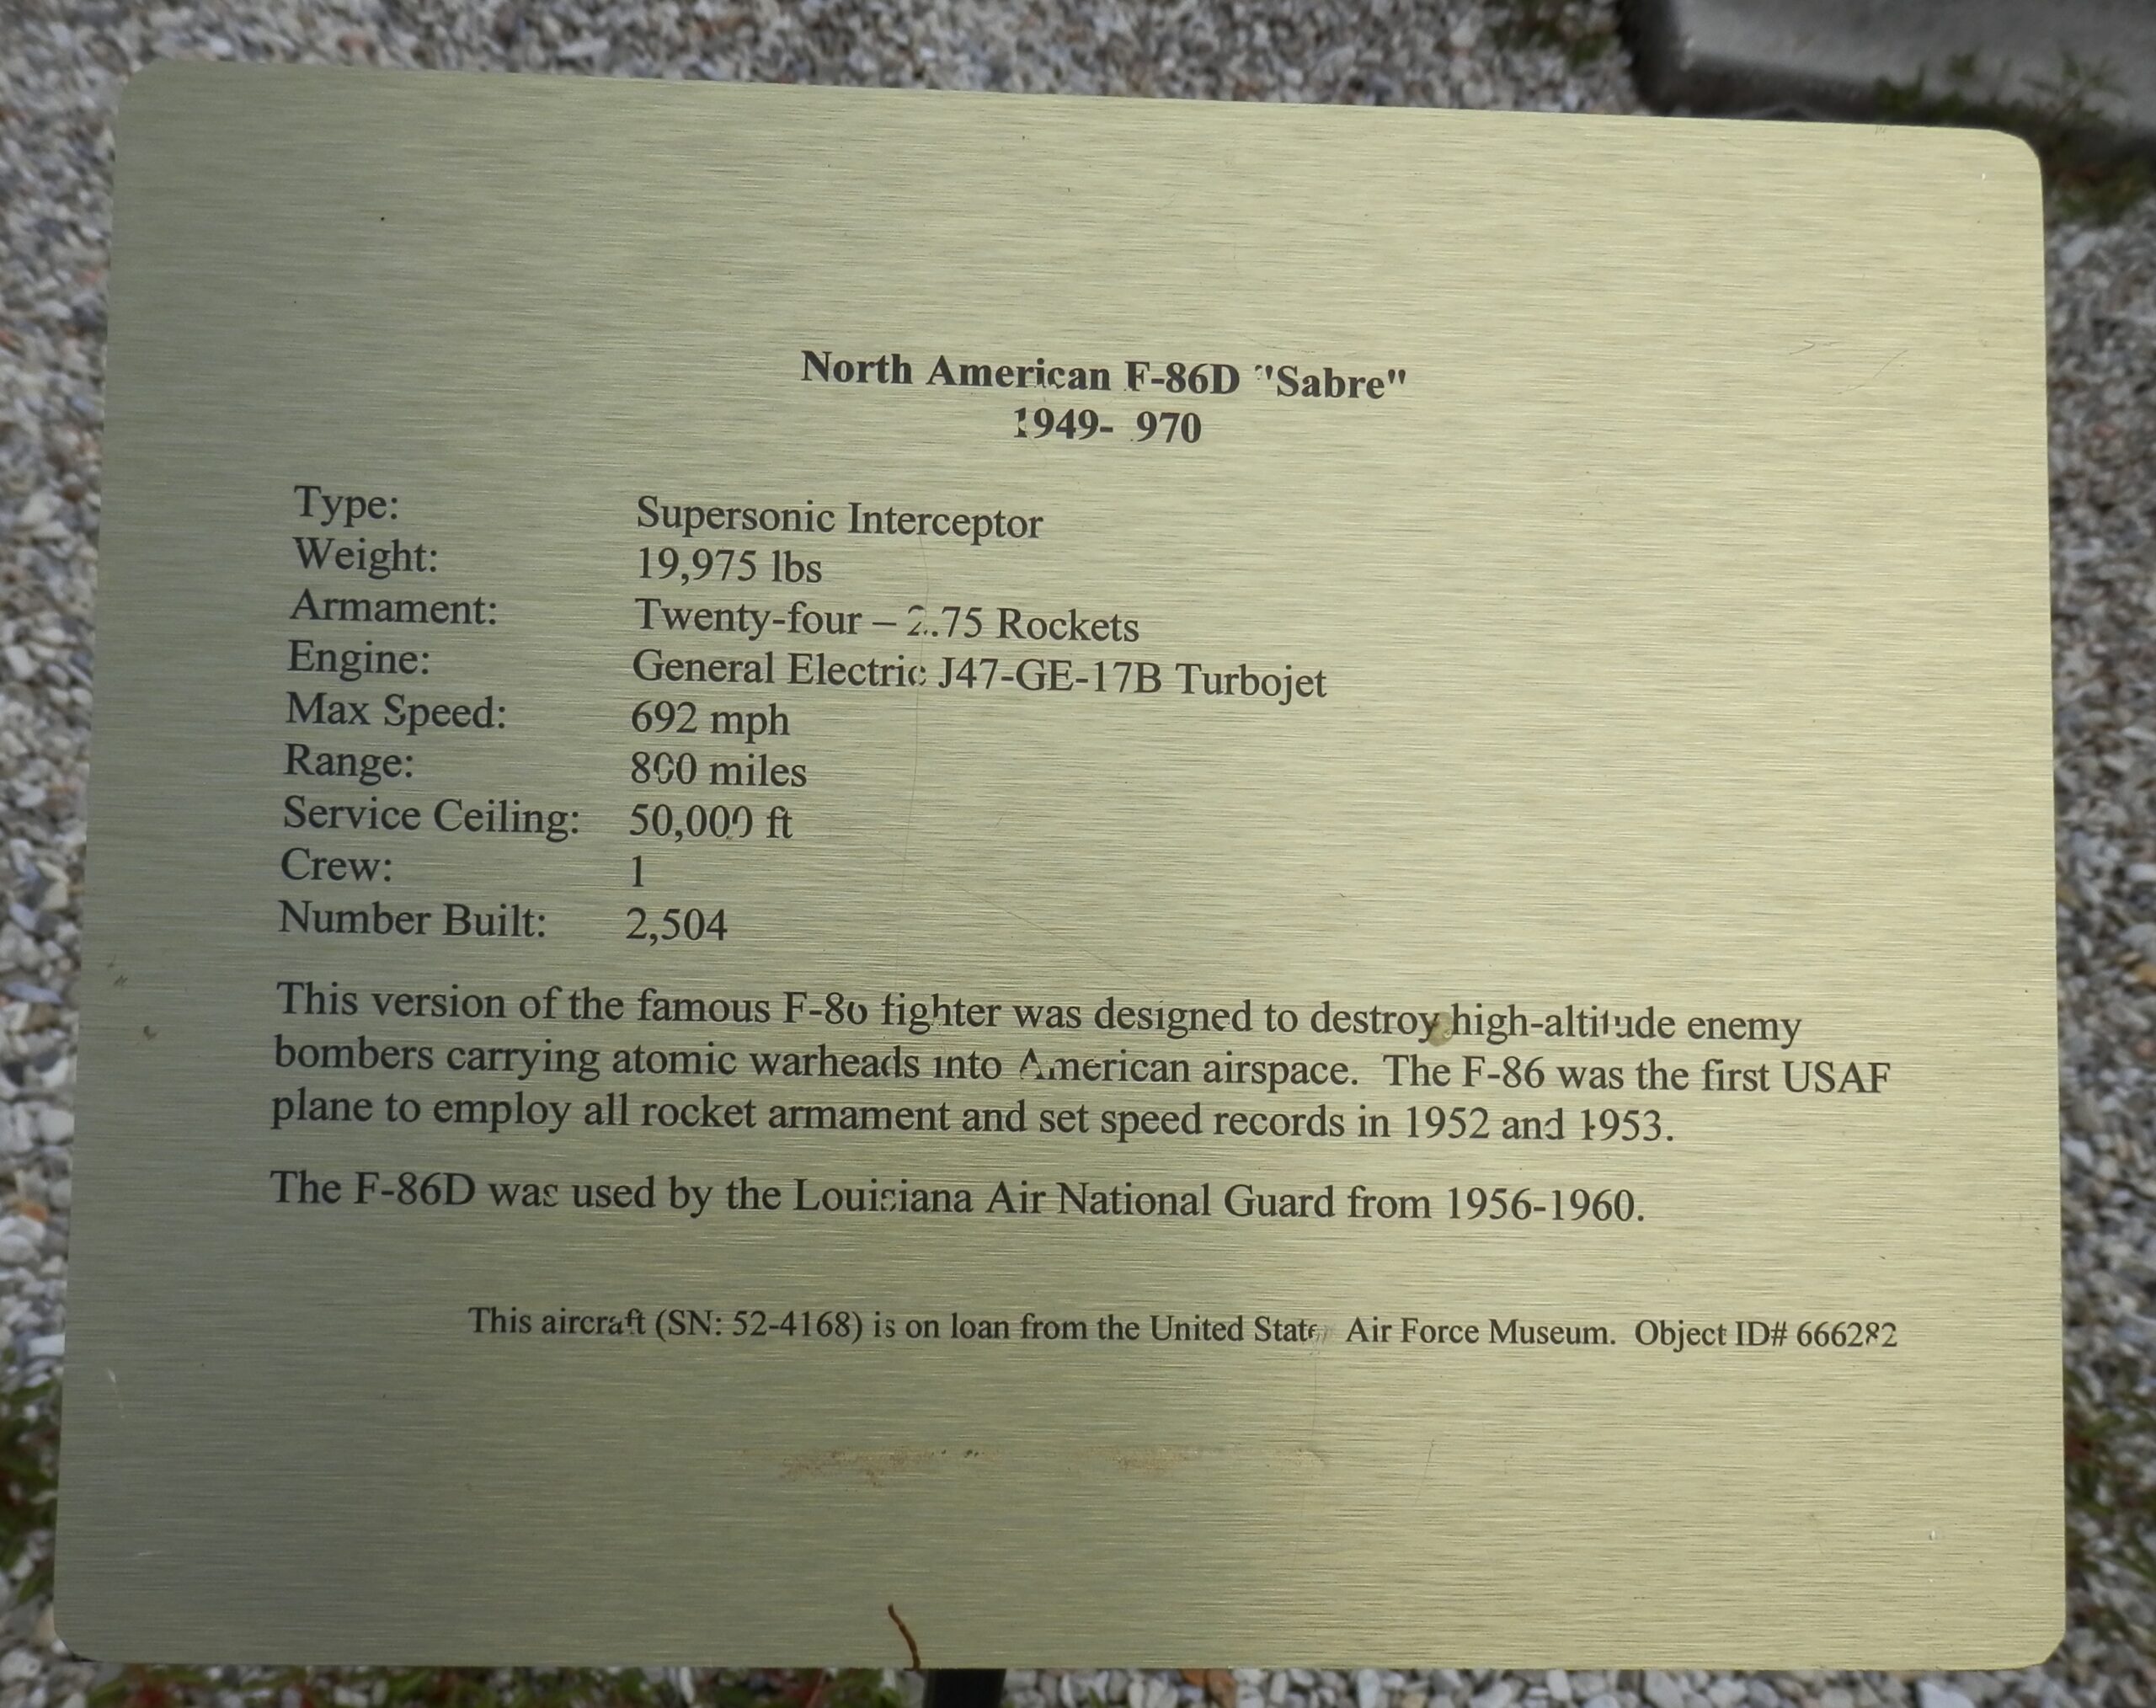 North American F-86D "Sabre"
1949- 970
Type: Supersonic Interceptor
Weight: 19,975 lbs
Armament: Twenty-four – 2.75 Rockets
Engine: General Electric J47-GE-17B Turbojet
Max Speed: 692 mph
Range: 800 miles
Service Ceiling: 50,000 ft
Crew: 1
Number Built: 2,504
This version of the famous F-86 fighter was designed to destroy high-altitude enemy
bombers carrying atomic warheads into American airspace. The F-86 was the first USAF
plane to employ all rocket armament and set speed records in 1952 and 1953.
The F-86D was used by the Louisiana Air National Guard from 1956-1960.
This aircraft (SN: 52-4168) is on loan from the United State Air Force Museum. Object ID# 666282